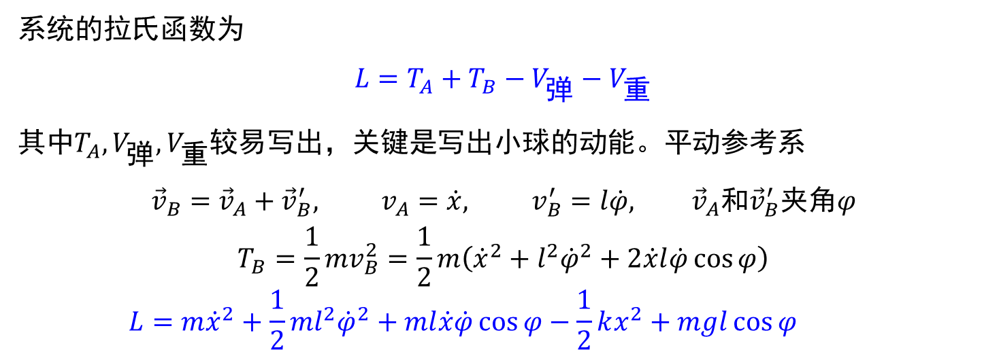 系统的拉氏函数为
$L = T_A + T_B - V_{弹} - V_{重}$
其中$T_A, V_{弹}, V_{重}$较易写出，关键是写出小球的动能。平动参考系
$\vec{v}_B = \vec{v}_A + \vec{v}_B', \quad v_A = \dot{x}, \quad v_B' = l\dot{\varphi}, \quad \vec{v}_A和\vec{v}_B'夹角\varphi$
$T_B = \frac{1}{2}mv_B^2 = \frac{1}{2}m(\dot{x}^2 + l^2\dot{\varphi}^2 + 2\dot{x}l\dot{\varphi}\cos\varphi)$
$L = m\dot{x}^2 + \frac{1}{2}ml^2\dot{\varphi}^2 + ml\dot{x}\dot{\varphi}\cos\varphi - \frac{1}{2}kx^2 + mgl\cos\varphi$